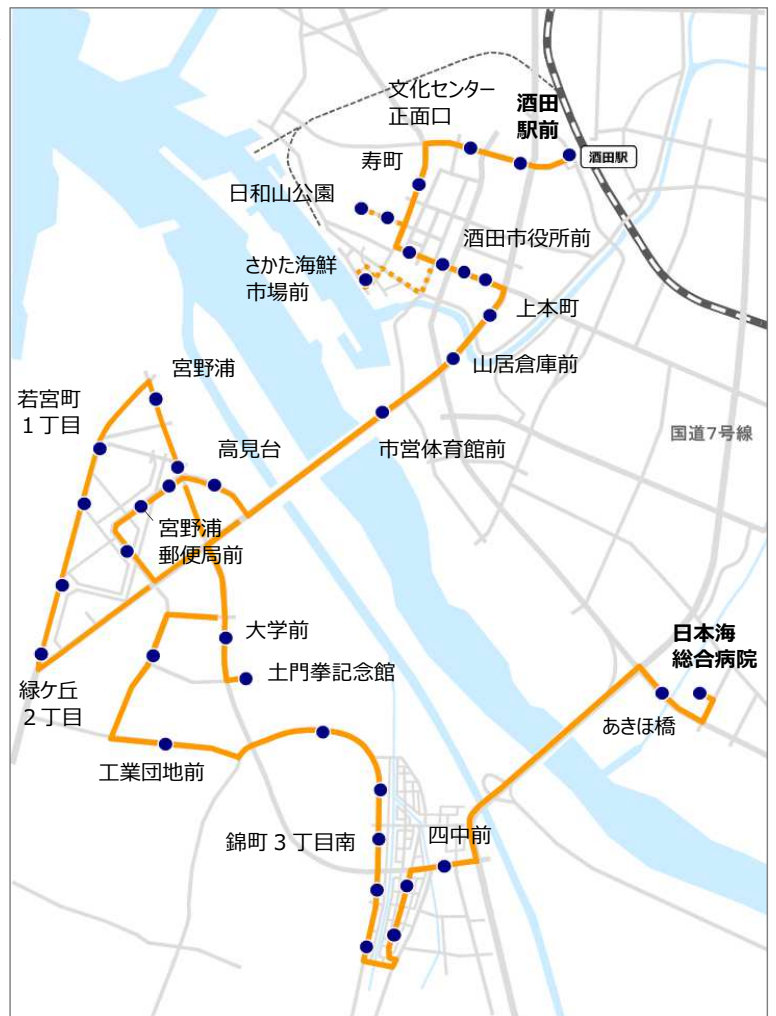 文化センター
正面口
酒田
駅前
酒田駅
寿町
日和山公園
酒田市役所前
さかた海鮮
市場前
上本町
山居倉庫前
宮野浦
若宮町
１丁目
高見台
市営体育館前
国道7号線
宮野浦
郵便局前
大学前
土門拳記念館
日本海
総合病院
緑ケ丘
２丁目
あきほ橋
工業団地前
錦町３丁目南
四中前